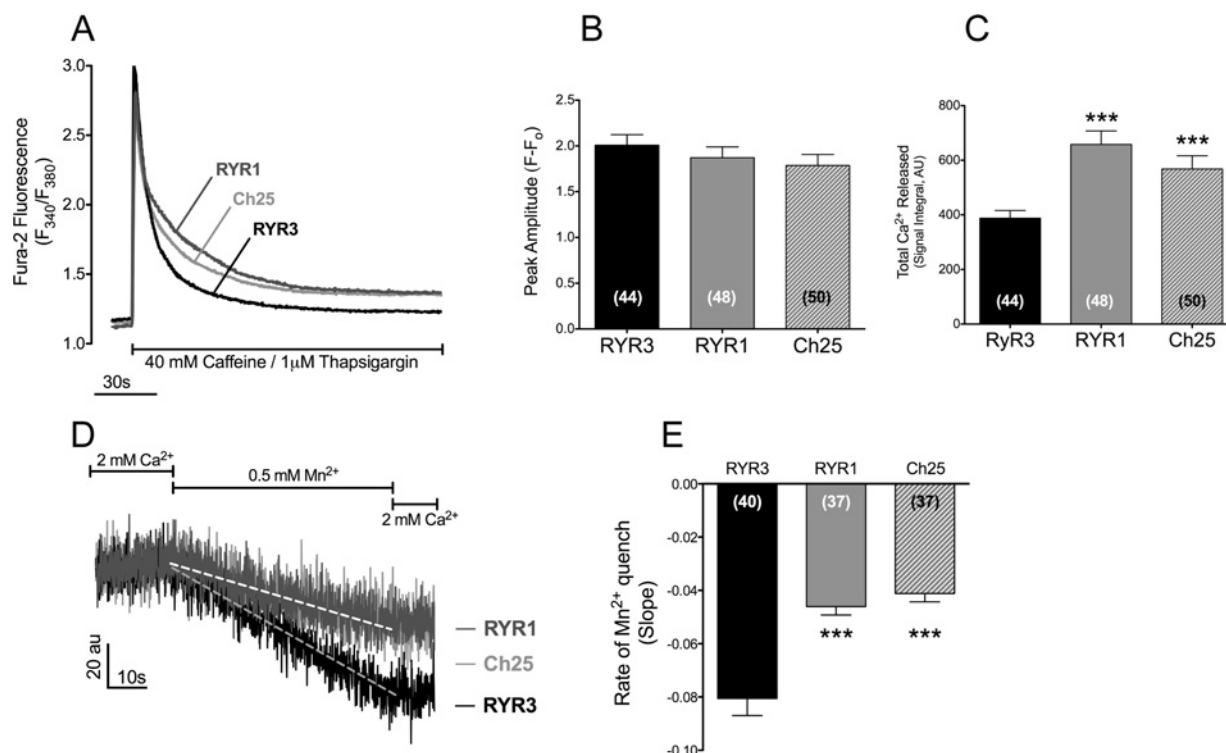 A
Fura-2 Fluorescence
(F340/F380)
3.0
2.5
2.0
1.5
1.0
RYR1
Ch25
RYR3
40 mM Caffeine / 1μM Thapsigargin
30s
B
Peak Amplitude (F-Fo)
2.5
2.0
1.5
1.0
0.5
0.0
(44)
(48)
(50)
RYR3
RYR1
Ch25
C
Total Ca2+ Released
(Signal Integral, AU)
800
600
400
200
0
***
***
(44)
(48)
(50)
RyR3
RYR1
Ch25
D
2 mM Ca2+
0.5 mM Mn2+
2 mM Ca2+
20 au
10s
RYR1
Ch25
RYR3
E
RYR3
RYR1
Ch25
Rate of Mn2+ quench
(Slope)
0.00
-0.02
-0.04
-0.06
-0.08
-0.10
(40)
(37)
(37)
***
***